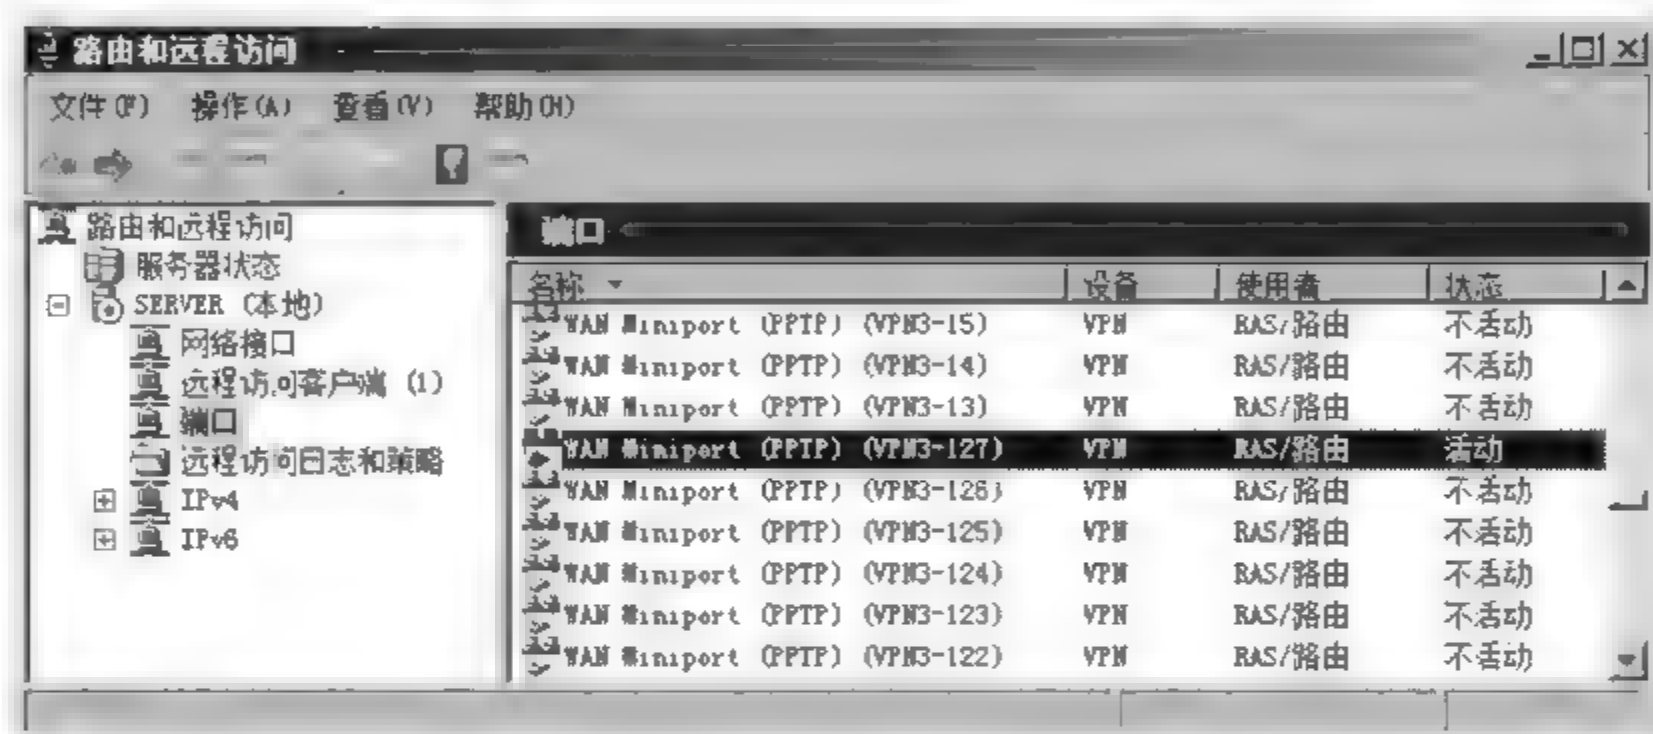 路由和远程访问
文件(F) 操作(A) 查看(V) 帮助(H)
路由和远程访问
服务器状态
SERVER (本地)
网络接口
远程访问客户端 (1)
端口
远程访问日志和策略
IPv4
IPv6
端口
名称 设备 使用者 状态
WAN Miniport (PPTP) (VPN3-15) VPN RAS/路由 不活动
WAN Miniport (PPTP) (VPN3-14) VPN RAS/路由 不活动
WAN Miniport (PPTP) (VPN3-13) VPN RAS/路由 不活动
WAN Miniport (PPTP) (VPN3-127) VPN RAS/路由 活动
WAN Miniport (PPTP) (VPN3-126) VPN RAS/路由 不活动
WAN Miniport (PPTP) (VPN3-125) VPN RAS/路由 不活动
WAN Miniport (PPTP) (VPN3-124) VPN RAS/路由 不活动
WAN Miniport (PPTP) (VPN3-123) VPN RAS/路由 不活动
WAN Miniport (PPTP) (VPN3-122) VPN RAS/路由 不活动